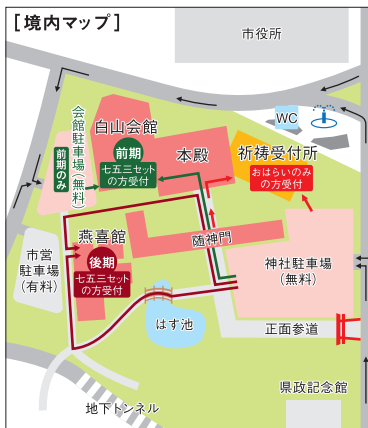 [境内マップ]
市役所
会館駐車場(無料)
前期のみ
白山会館
前期
七五三セット
の方受付
本殿
WC
祈祷受付所
おはらいのみ
の方受付
燕喜館
後期
七五三セット
の方受付
随神門
市営
駐車場
(有料)
神社駐車場
(無料)
はす池
正面参道
県政記念館
地下トンネル